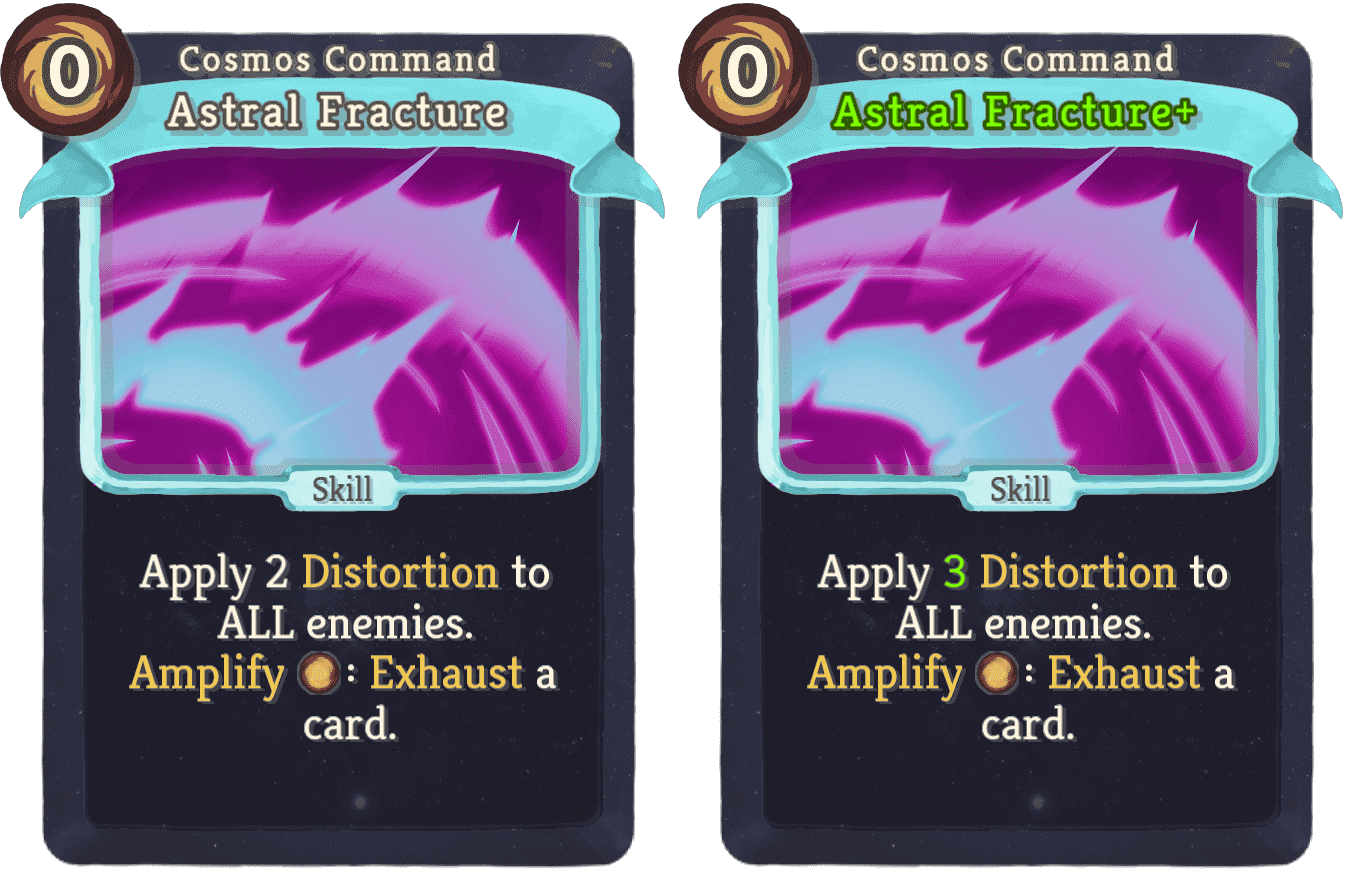 0
Cosmos Command
Astral Fracture
Skill
Apply 2 Distortion to
ALL enemies.
Amplify : Exhaust a
card.
0
Cosmos Command
Astral Fracture+
Skill
Apply 3 Distortion to
ALL enemies.
Amplify : Exhaust a
card.